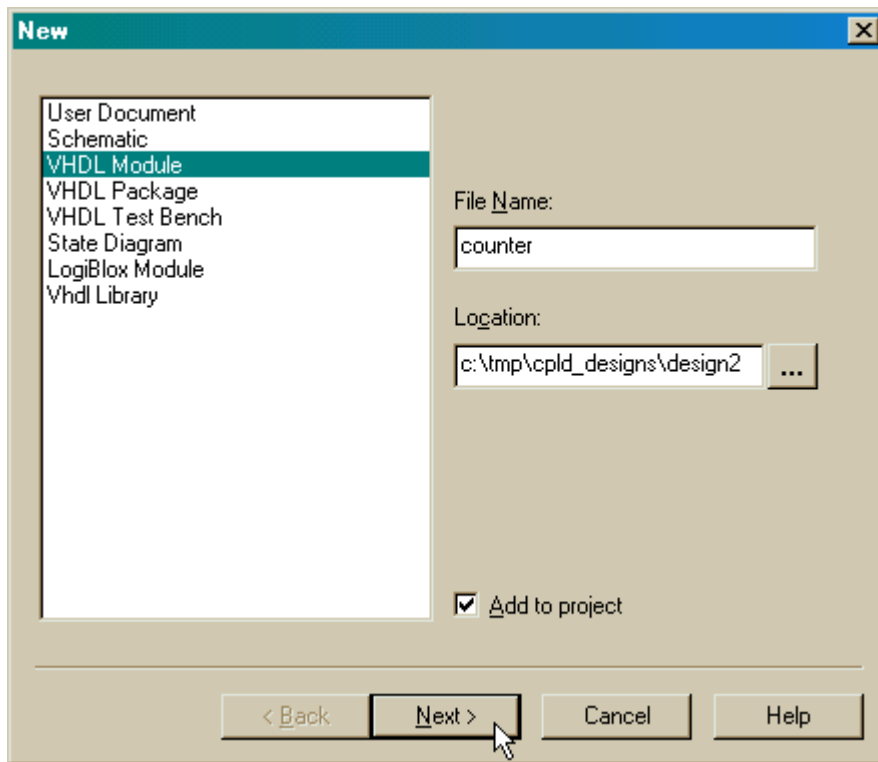 New
User Document
Schematic
VHDL Module
VHDL Package
VHDL Test Bench
State Diagram
LogiBlox Module
Vhdl Library
File Name:
counter
Location:
c:\tmp\cpld_designs\design2
...
Add to project
< Back
Next >
Cancel
Help